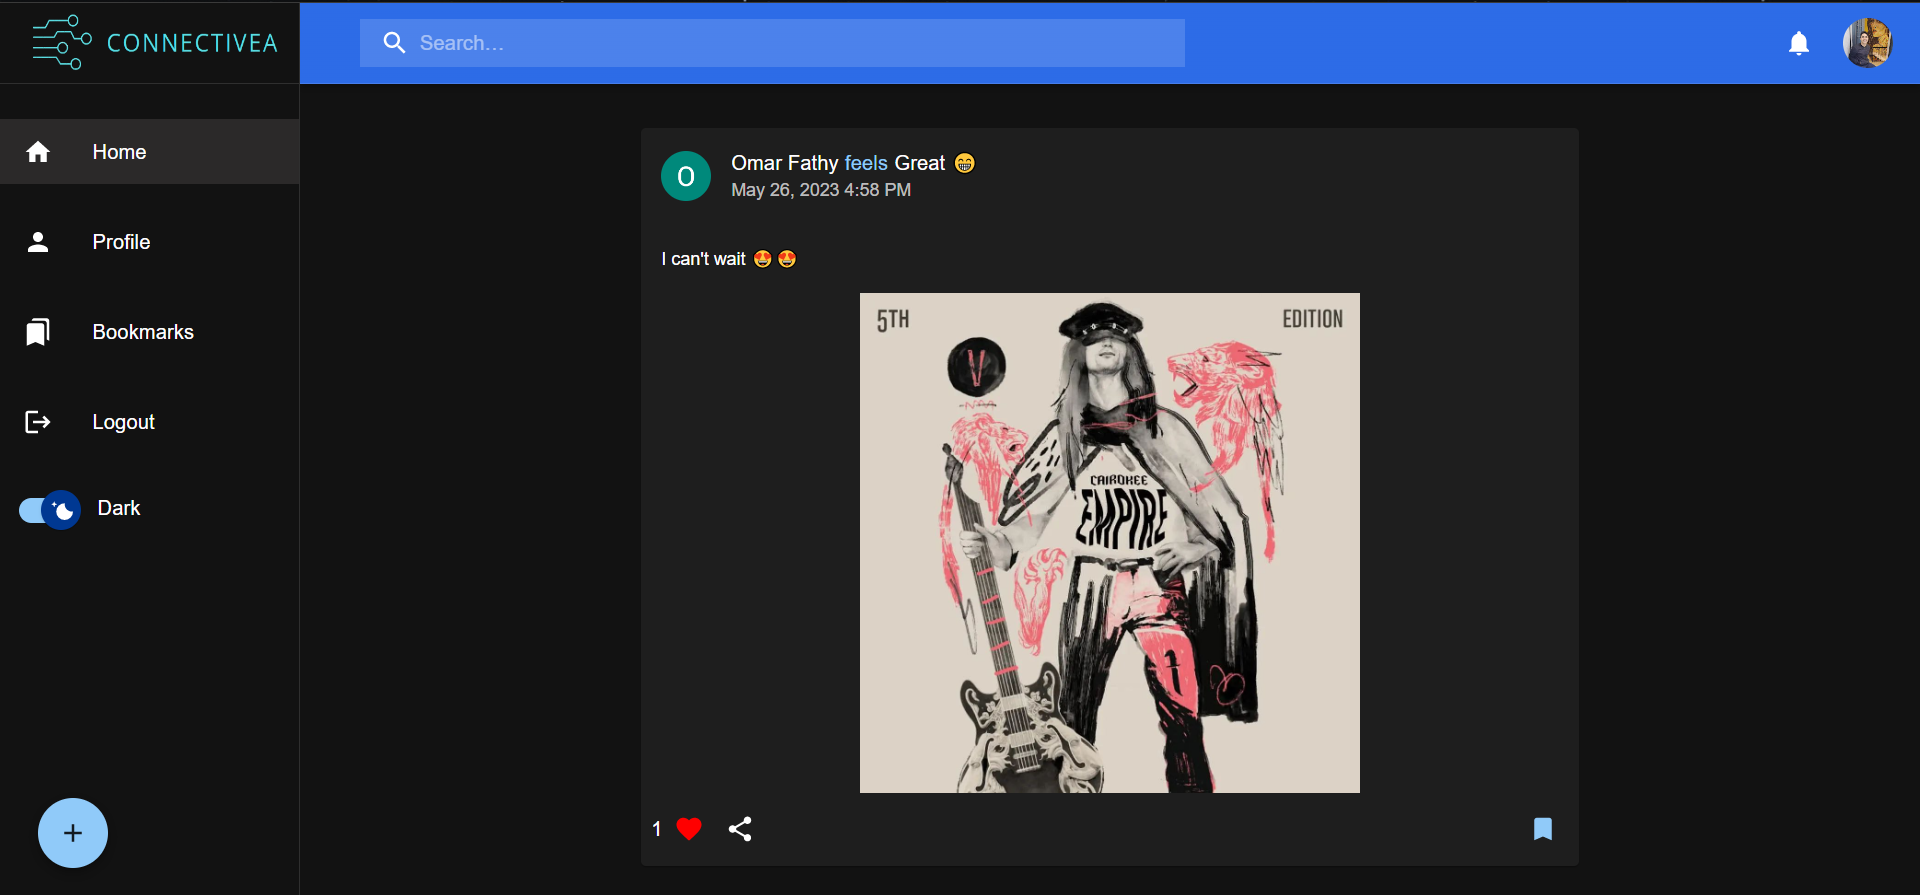 CONNECTIVEA
Search...
Home
Profile
Bookmarks
Logout
Dark
O
Omar Fathy feels Great 😁
May 26, 2023 4:58 PM
I can't wait 🤩 🤩
5TH
EDITION
V
CAIROKEE
EMPIRE
1